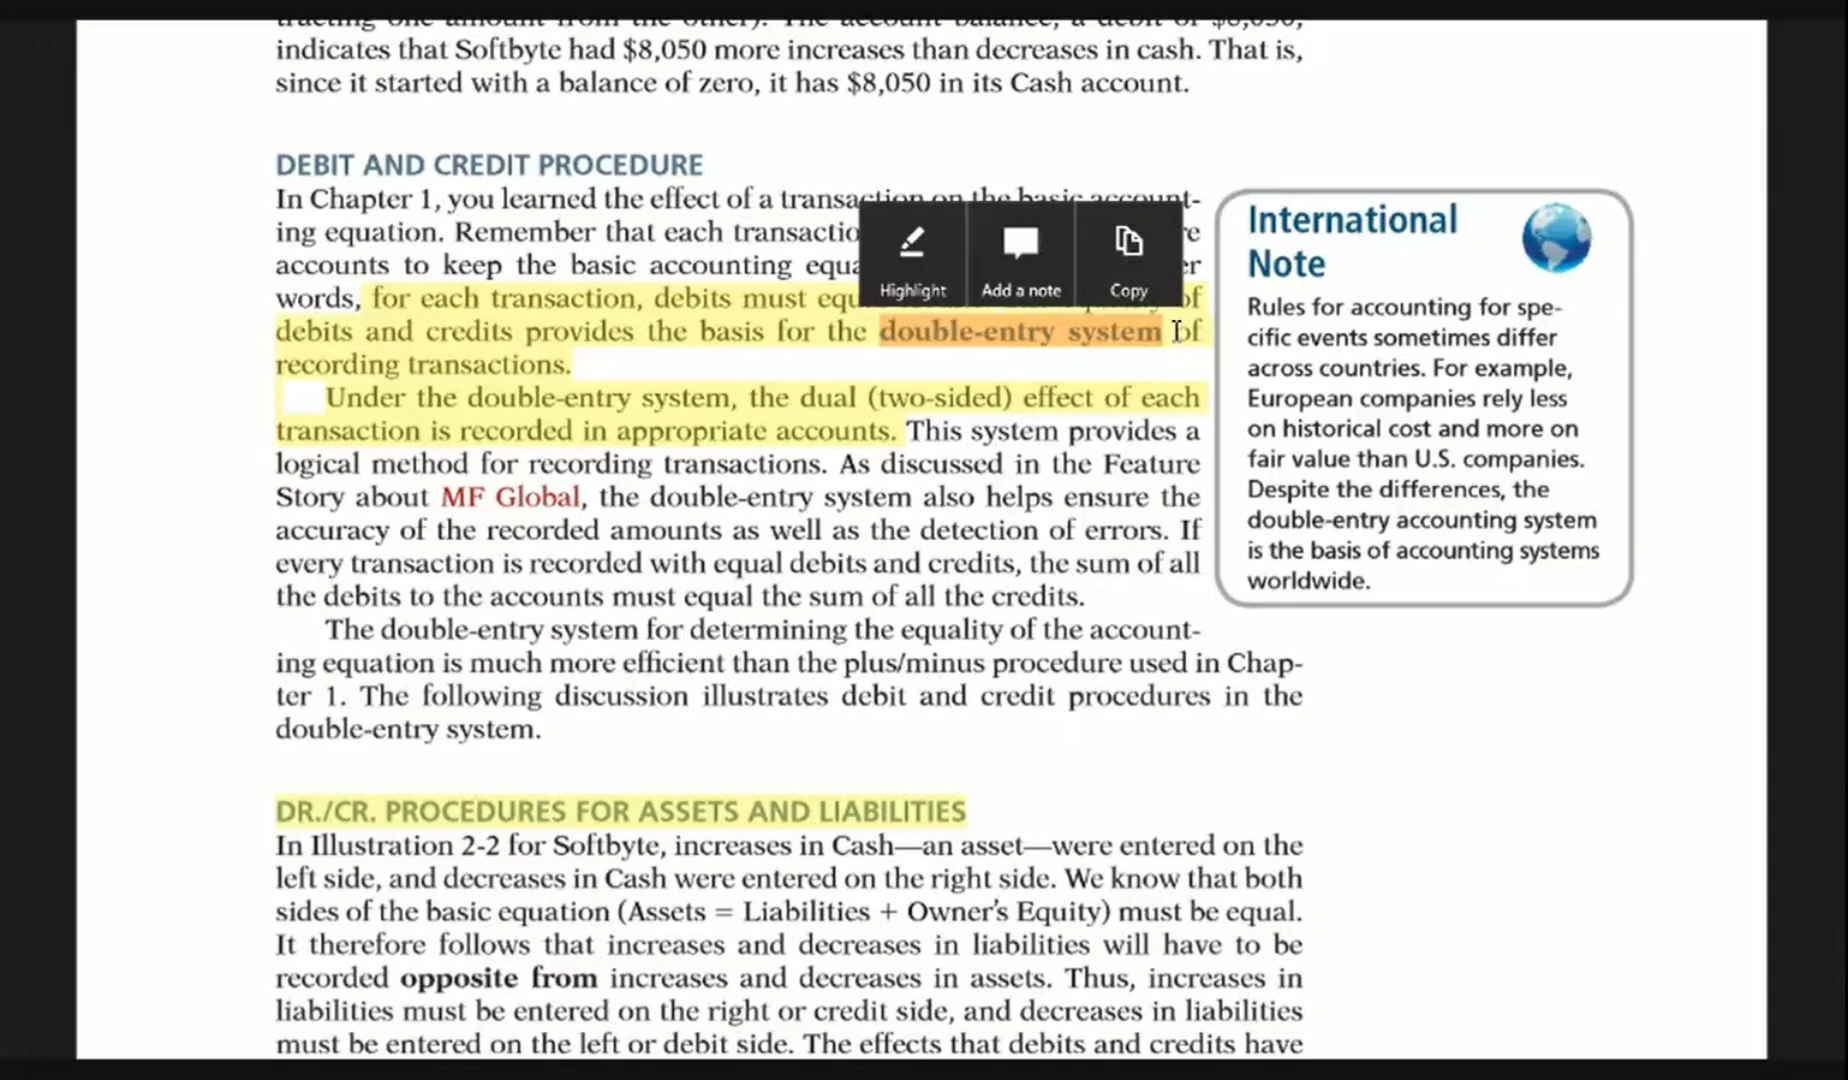 indicates that Softbyte had $8,050 more increases than decreases in cash. That is,
since it started with a balance of zero, it has $8,050 in its Cash account.
DEBIT AND CREDIT PROCEDURE
In Chapter 1, you learned the effect of a transaction on the basic account-
ing equation. Remember that each transactio
accounts to keep the basic accounting equa
words, for each transaction, debits must equ of
debits and credits provides the basis for the double-entry system of
recording transactions.
Under the double-entry system, the dual (two-sided) effect of each
transaction is recorded in appropriate accounts. This system provides a
logical method for recording transactions. As discussed in the Feature
Story about MF Global, the double-entry system also helps ensure the
accuracy of the recorded amounts as well as the detection of errors. If
every transaction is recorded with equal debits and credits, the sum of all
the debits to the accounts must equal the sum of all the credits.
The double-entry system for determining the equality of the account-
ing equation is much more efficient than the plus/minus procedure used in Chap-
ter 1. The following discussion illustrates debit and credit procedures in the
double-entry system.
Highlight
Add a note
Copy
International
Note
Rules for accounting for spe-
cific events sometimes differ
across countries. For example,
European companies rely less
on historical cost and more on
fair value than U.S. companies.
Despite the differences, the
double-entry accounting system
is the basis of accounting systems
worldwide.
DR./CR. PROCEDURES FOR ASSETS AND LIABILITIES
In Illustration 2-2 for Softbyte, increases in Cash—an asset—were entered on the
left side, and decreases in Cash were entered on the right side. We know that both
sides of the basic equation (Assets = Liabilities + Owner's Equity) must be equal.
It therefore follows that increases and decreases in liabilities will have to be
recorded opposite from increases and decreases in assets. Thus, increases in
liabilities must be entered on the right or credit side, and decreases in liabilities
must be entered on the left or debit side. The effects that debits and credits have